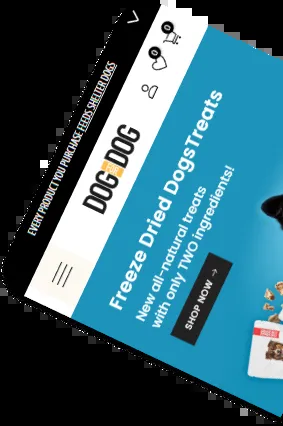 EVERY PRODUCT YOU PURCHASE FEEDS SHELTER DOGS
DOG FOR DOG
0
0
Freeze Dried DogsTreats
New all-natural treats
with only TWO ingredients!
SHOP NOW →